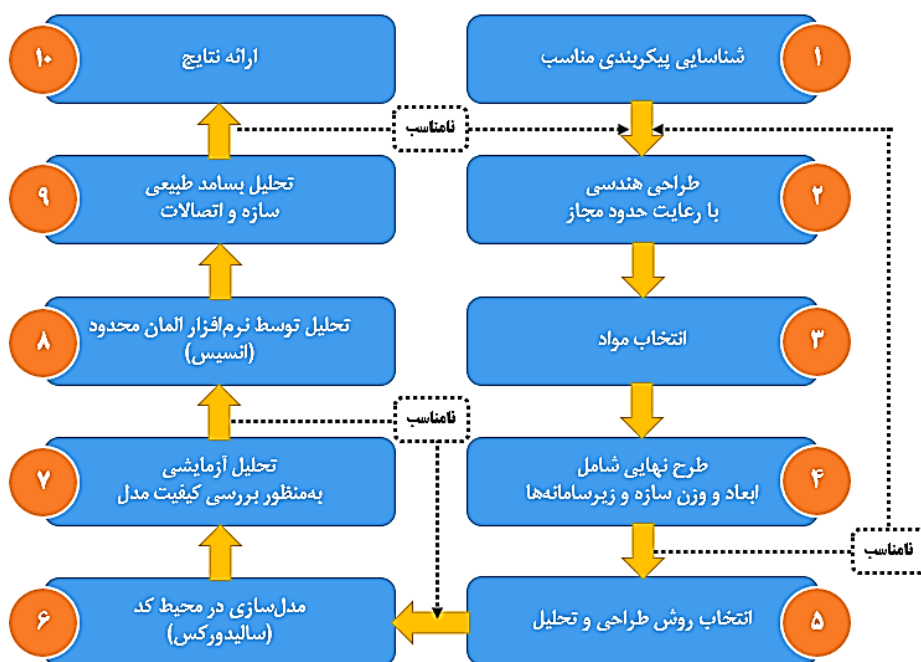 ۱
شناسایی پیکربندی مناسب
۲
طراحی هندسی
با رعایت حدود مجاز
۳
انتخاب مواد
۴
طرح نهایی شامل
ابعاد و وزن سازه و زیرسامانه‌ها
نامناسب
۵
انتخاب روش طراحی و تحلیل
۶
مدل‌سازی در محیط کد
(سالیدورکس)
۷
تحلیل آزمایشی
به‌منظور بررسی کیفیت مدل
نامناسب
۸
تحلیل توسط نرم‌افزار المان محدود
(انسیس)
۹
تحلیل بسامد طبیعی
سازه و اتصالات
نامناسب
۱۰
ارائه نتایج